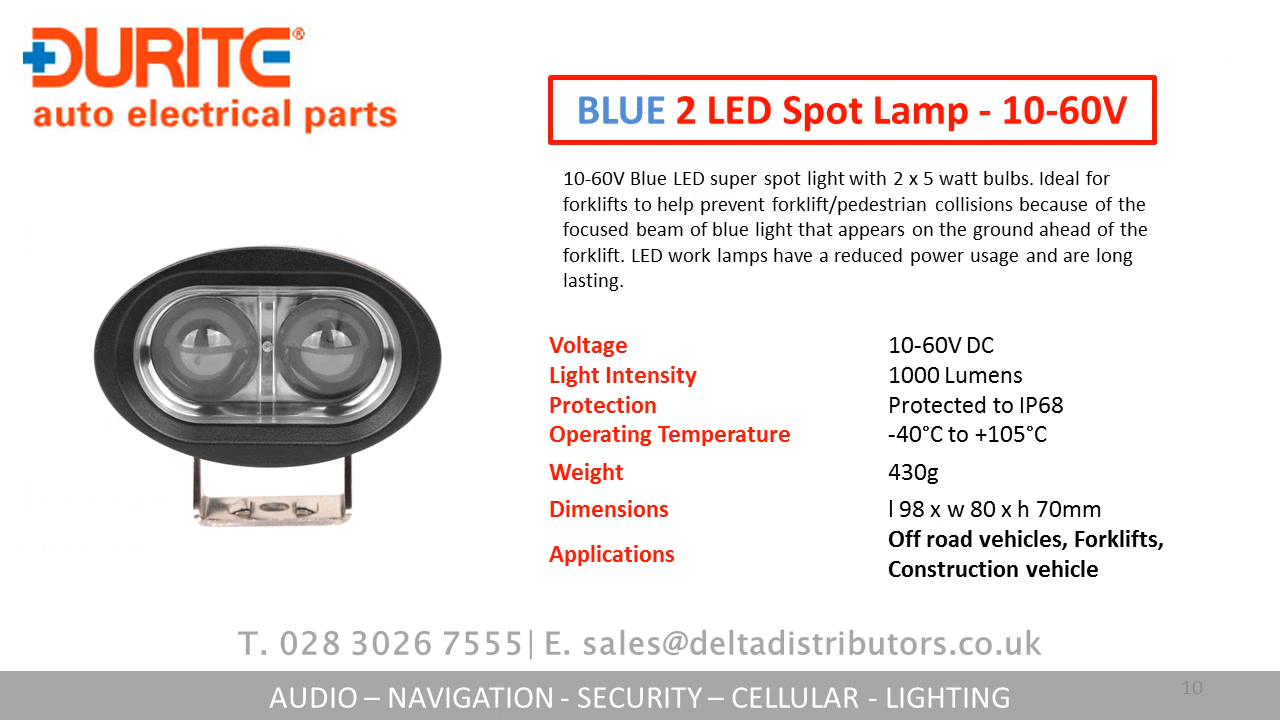 DURITE®
auto electrical parts
BLUE 2 LED Spot Lamp - 10-60V
10-60V Blue LED super spot light with 2 x 5 watt bulbs. Ideal for
forklifts to help prevent forklift/pedestrian collisions because of the
focused beam of blue light that appears on the ground ahead of the
forklift. LED work lamps have a reduced power usage and are long
lasting.
Voltage 10-60V DC
Light Intensity 1000 Lumens
Protection Protected to IP68
Operating Temperature -40°C to +105°C
Weight 430g
Dimensions l 98 x w 80 x h 70mm
Applications Off road vehicles, Forklifts,
Construction vehicle
T. 028 3026 7555| E. sales@deltadistributors.co.uk
AUDIO – NAVIGATION - SECURITY – CELLULAR - LIGHTING
10